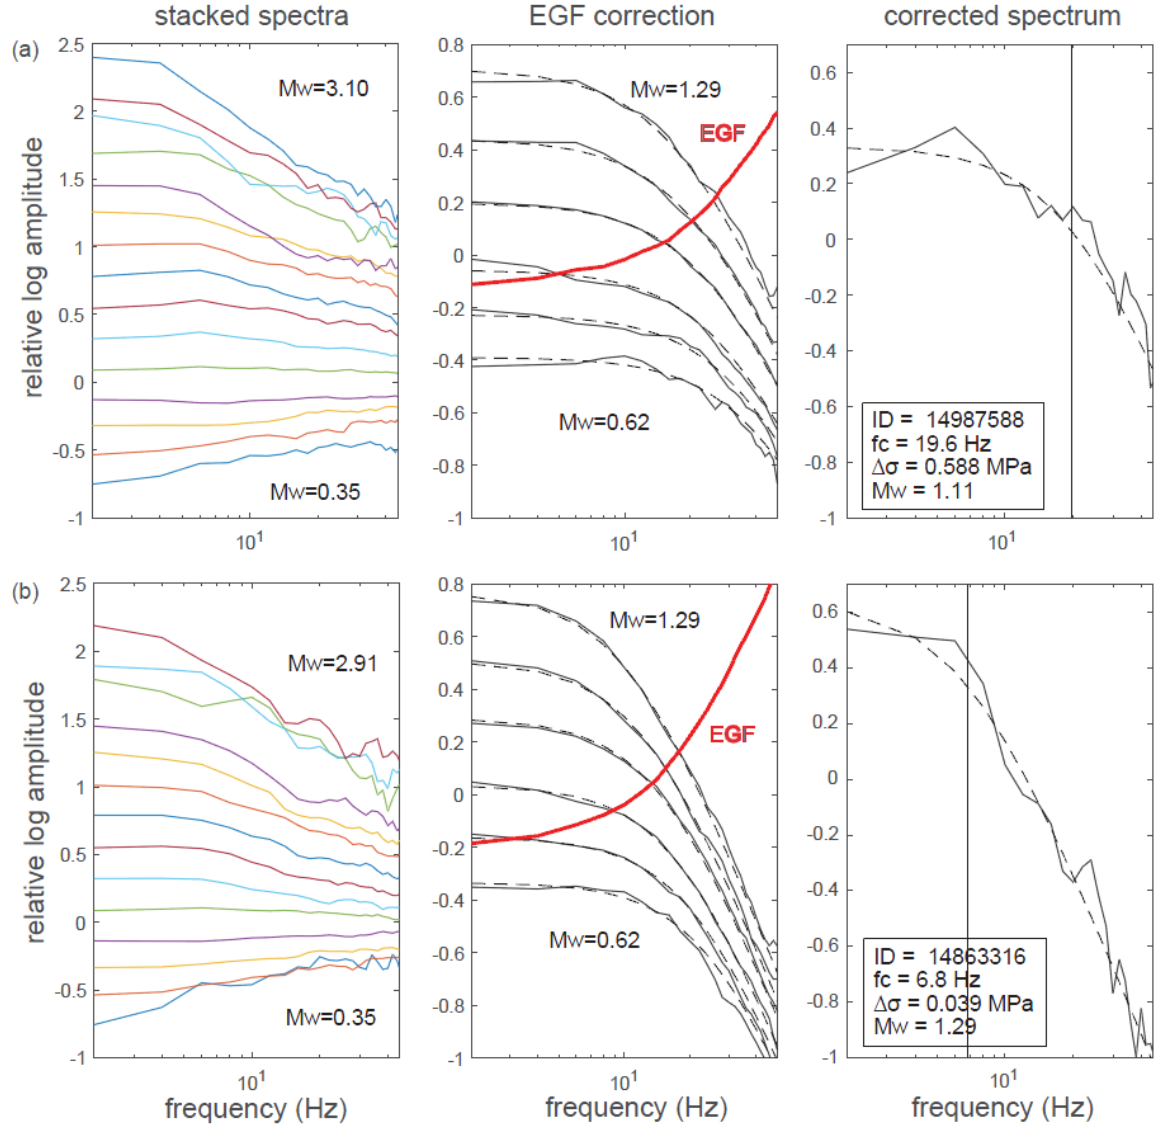 stacked spectra
EGF correction
corrected spectrum
(a)
relative log amplitude
2.5
2
1.5
1
0.5
0
-0.5
-1
Mw=3.10
Mw=0.35
10¹
0.8
0.6
0.4
0.2
0
-0.2
-0.4
-0.6
-0.8
-1
Mw=1.29
EGF
Mw=0.62
10¹
0.6
0.4
0.2
0
-0.2
-0.4
-0.6
-0.8
-1
ID = 14987588
fc = 19.6 Hz
Δσ = 0.588 MPa
Mw = 1.11
10¹
(b)
relative log amplitude
2.5
2
1.5
1
0.5
0
-0.5
-1
Mw=2.91
Mw=0.35
10¹
frequency (Hz)
0.8
0.6
0.4
0.2
0
-0.2
-0.4
-0.6
-0.8
-1
Mw=1.29
EGF
Mw=0.62
10¹
frequency (Hz)
0.6
0.4
0.2
0
-0.2
-0.4
-0.6
-0.8
-1
ID = 14863316
fc = 6.8 Hz
Δσ = 0.039 MPa
Mw = 1.29
10¹
frequency (Hz)